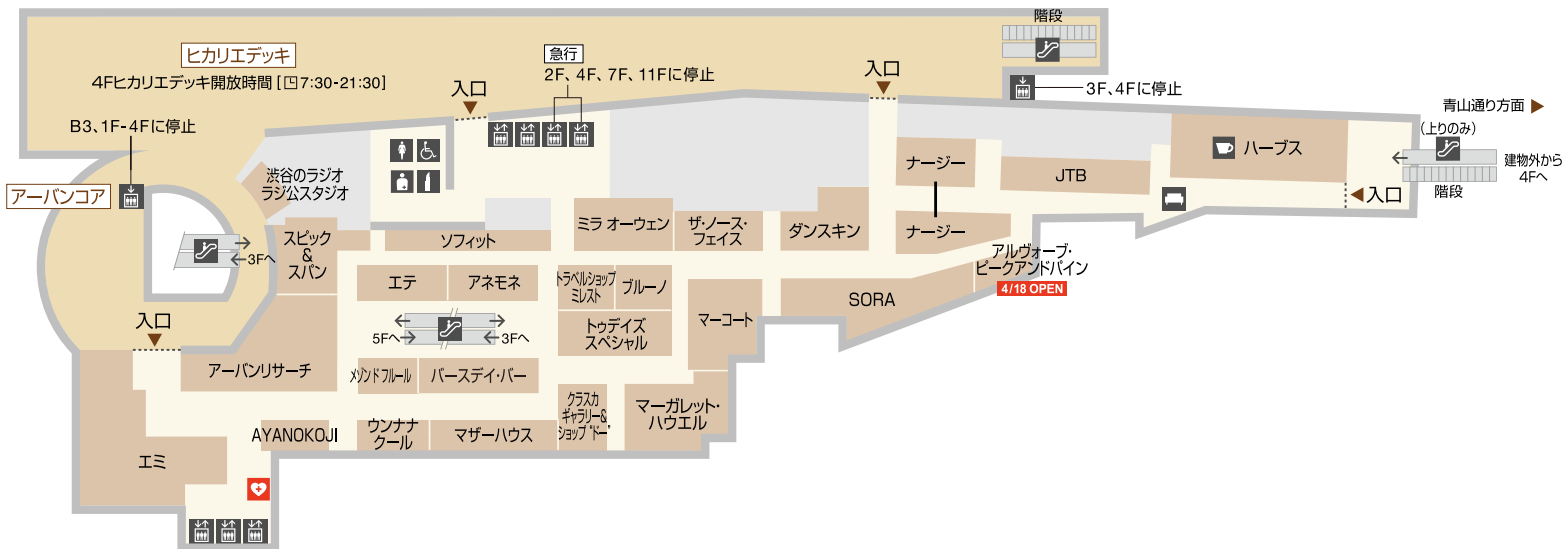 階段
ヒカリエデッキ
急行
4Fヒカリエデッキ開放時間 [7:30-21:30]
2F、4F、7F、11Fに停止
入口
入口
3F、4Fに停止
青山通り方面
B3、1F-4Fに停止
(上りのみ)
建物外から
4Fへ
階段
入口
アーバンコア
渋谷のラジオ
ラジ公スタジオ
ナージー
JTB
ハーブス
スピック
&
スパン
ソフィット
ミラ オーウェン
ザ・ノース・
フェイス
ダンスキン
ナージー
3Fへ
アルヴォーブ・
ピークアンドパイン
4/18 OPEN
エテ
アネモネ
トラベルショップ
ミレスト
ブルーノ
SORA
入口
5Fへ
3Fへ
トゥデイズ
スペシャル
マーコート
アーバンリサーチ
メゾンドフルール
バースデイ・バー
クラスカ
ギャラリー&
ショップ"ドー"
マーガレット・
ハウエル
AYANOKOJI
ウンナナ
クール
マザーハウス
エミ